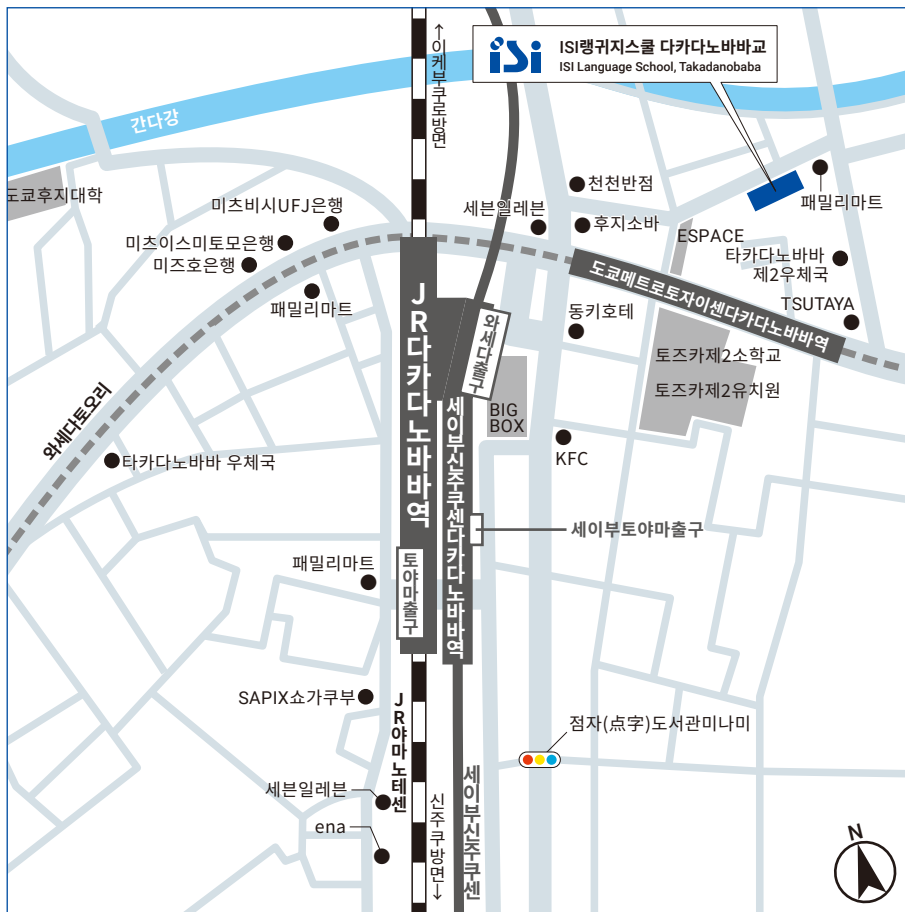 ↑이케부쿠로방면
iSi
ISI랭귀지스쿨 다카다노바바교
ISI Language School, Takadanobaba
간다강
도쿄후지대학
천천반점
패밀리마트
미츠비시UFJ은행
세븐일레븐
후지소바
미츠이스미토모은행
ESPACE
타카다노바바
제2우체국
미즈호은행
도쿄메트로토자이센다카다노바바역
패밀리마트
JR다카다노바바역
와세다출구
동키호테
TSUTAYA
토즈카제2소학교
토즈카제2유치원
와세다토오리
BIG
BOX
세이부신주쿠센다카다노바바역
KFC
타카다노바바 우체국
세이부토야마출구
패밀리마트
토야마출구
SAPIX쇼가쿠부
JR야마노테센
점자(点字)도서관미나미
세븐일레븐
신주쿠방면→
세이부신주쿠센
ena
N